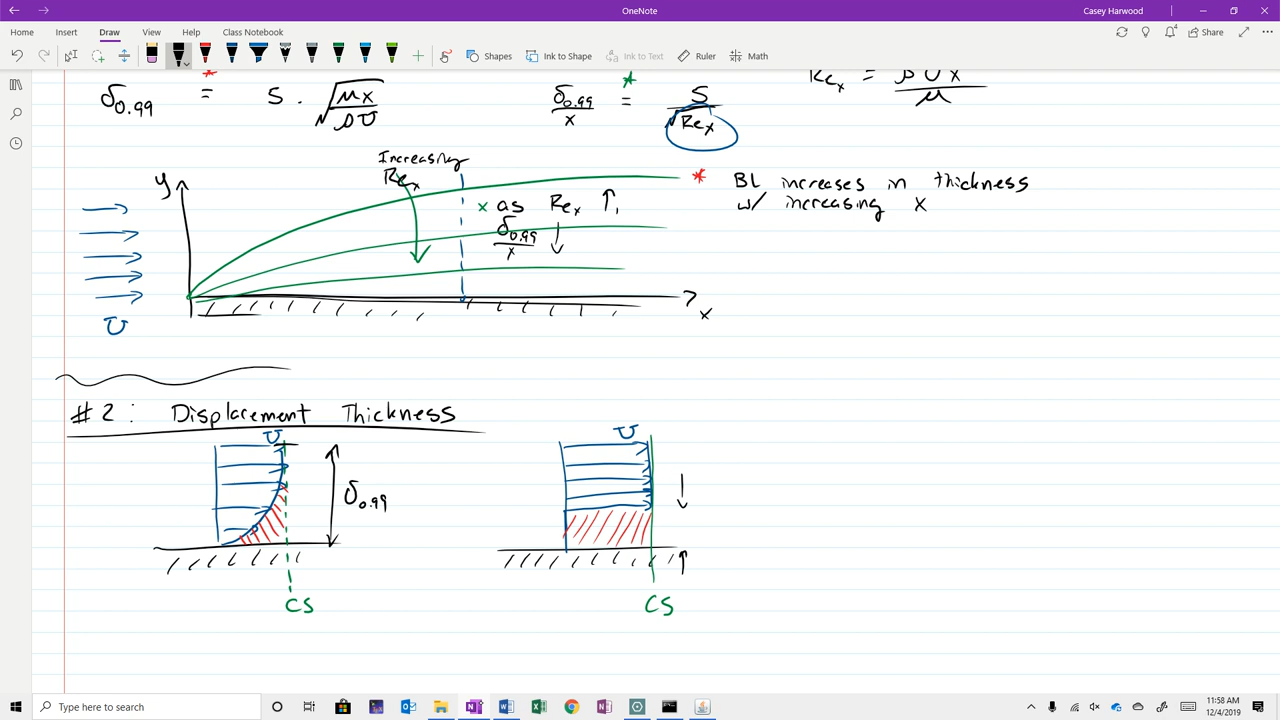 OneNote
Casey Harwood
Home Insert Draw View Help Class Notebook
Share
Shapes Ink to Shape Ink to Text Ruler Math
δ0.99 = 5 · √(μx/ρU)
δ0.99/x = 5/√Rex
Rex = ρUx/μ
Increasing
Rex
y
* BL increases in thickness
w/ increasing x
x as Rex ↑,
δ0.99/x ↓
U
x
#2: Displacement Thickness
U
U
δ0.99
CS
CS
Type here to search
11:58 AM
12/4/2019